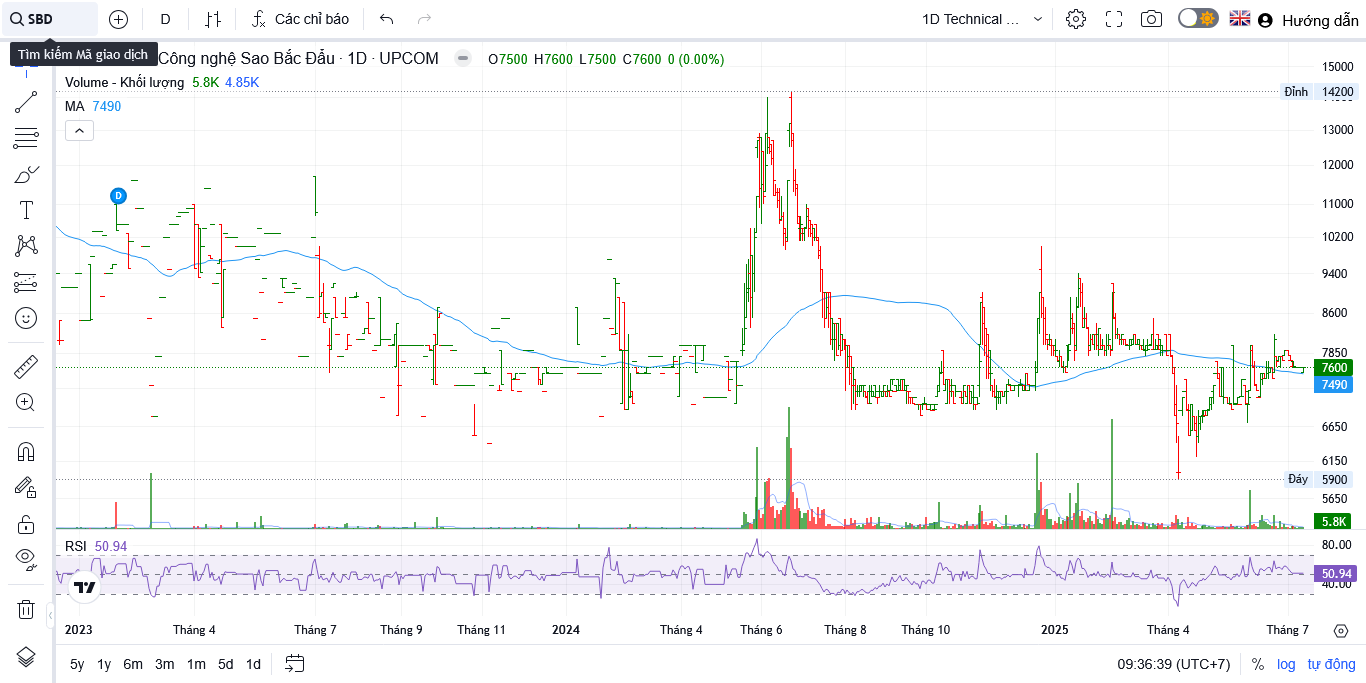 SBD D Các chỉ báo 1D Technical ... Hướng dẫn
Tìm kiếm Mã giao dịch
Công nghệ Sao Bắc Đẩu · 1D · UPCOM O7500 H7600 L7500 C7600 0 (0.00%)
Volume - Khối lượng 5.8K 4.85K
MA 7490
D
15000
Đỉnh 14200
13000
12000
11000
10200
9400
8600
7850
7600
7490
6650
6150
Đáy 5900
5650
5.8K
RSI 50.94
80.00
50.94
40.00
2023 Tháng 4 Tháng 7 Tháng 9 Tháng 11 2024 Tháng 4 Tháng 6 Tháng 8 Tháng 10 2025 Tháng 4 Tháng 7
5y 1y 6m 3m 1m 5d 1d 09:36:39 (UTC+7) % log tự động